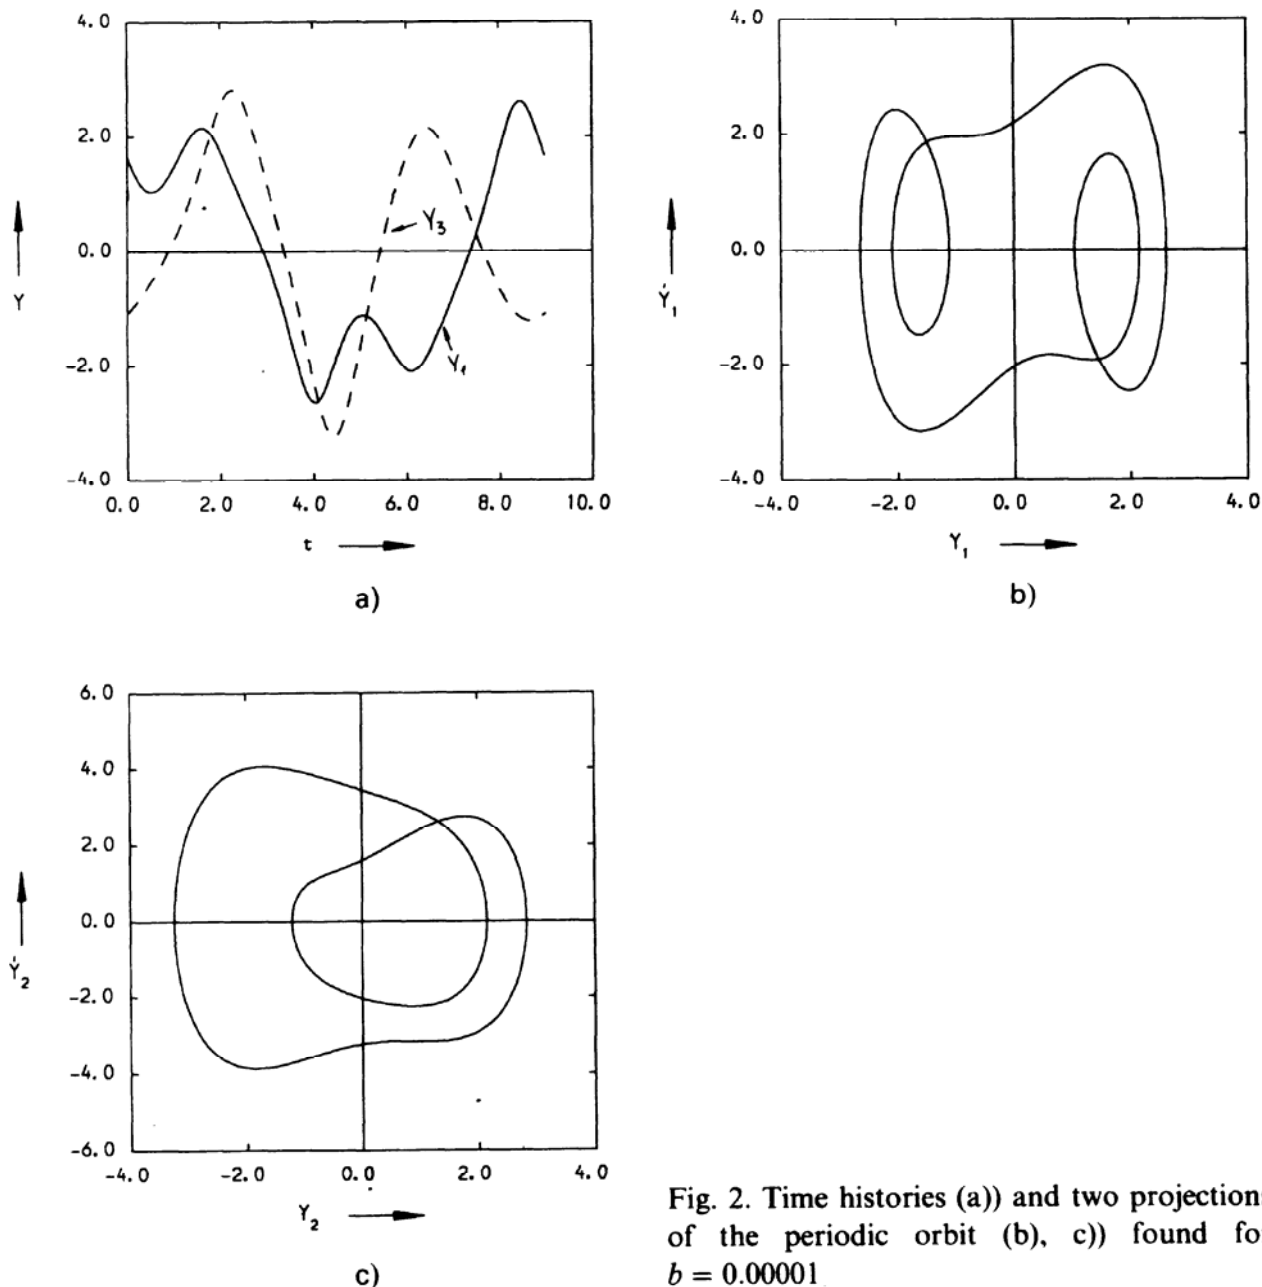 4.0
2.0
0.0
-2.0
-4.0
Y
Y3
Y1
0.0 2.0 4.0 6.0 8.0 10.0
t
a)
4.0
2.0
0.0
-2.0
-4.0
Ẏ1
-4.0 -2.0 0.0 2.0 4.0
Y1
b)
6.0
4.0
2.0
0.0
-2.0
-4.0
-6.0
Ẏ2
-4.0 -2.0 0.0 2.0 4.0
Y2
c)
Fig. 2. Time histories (a)) and two projection
of the periodic orbit (b), c)) found fo
b = 0.00001